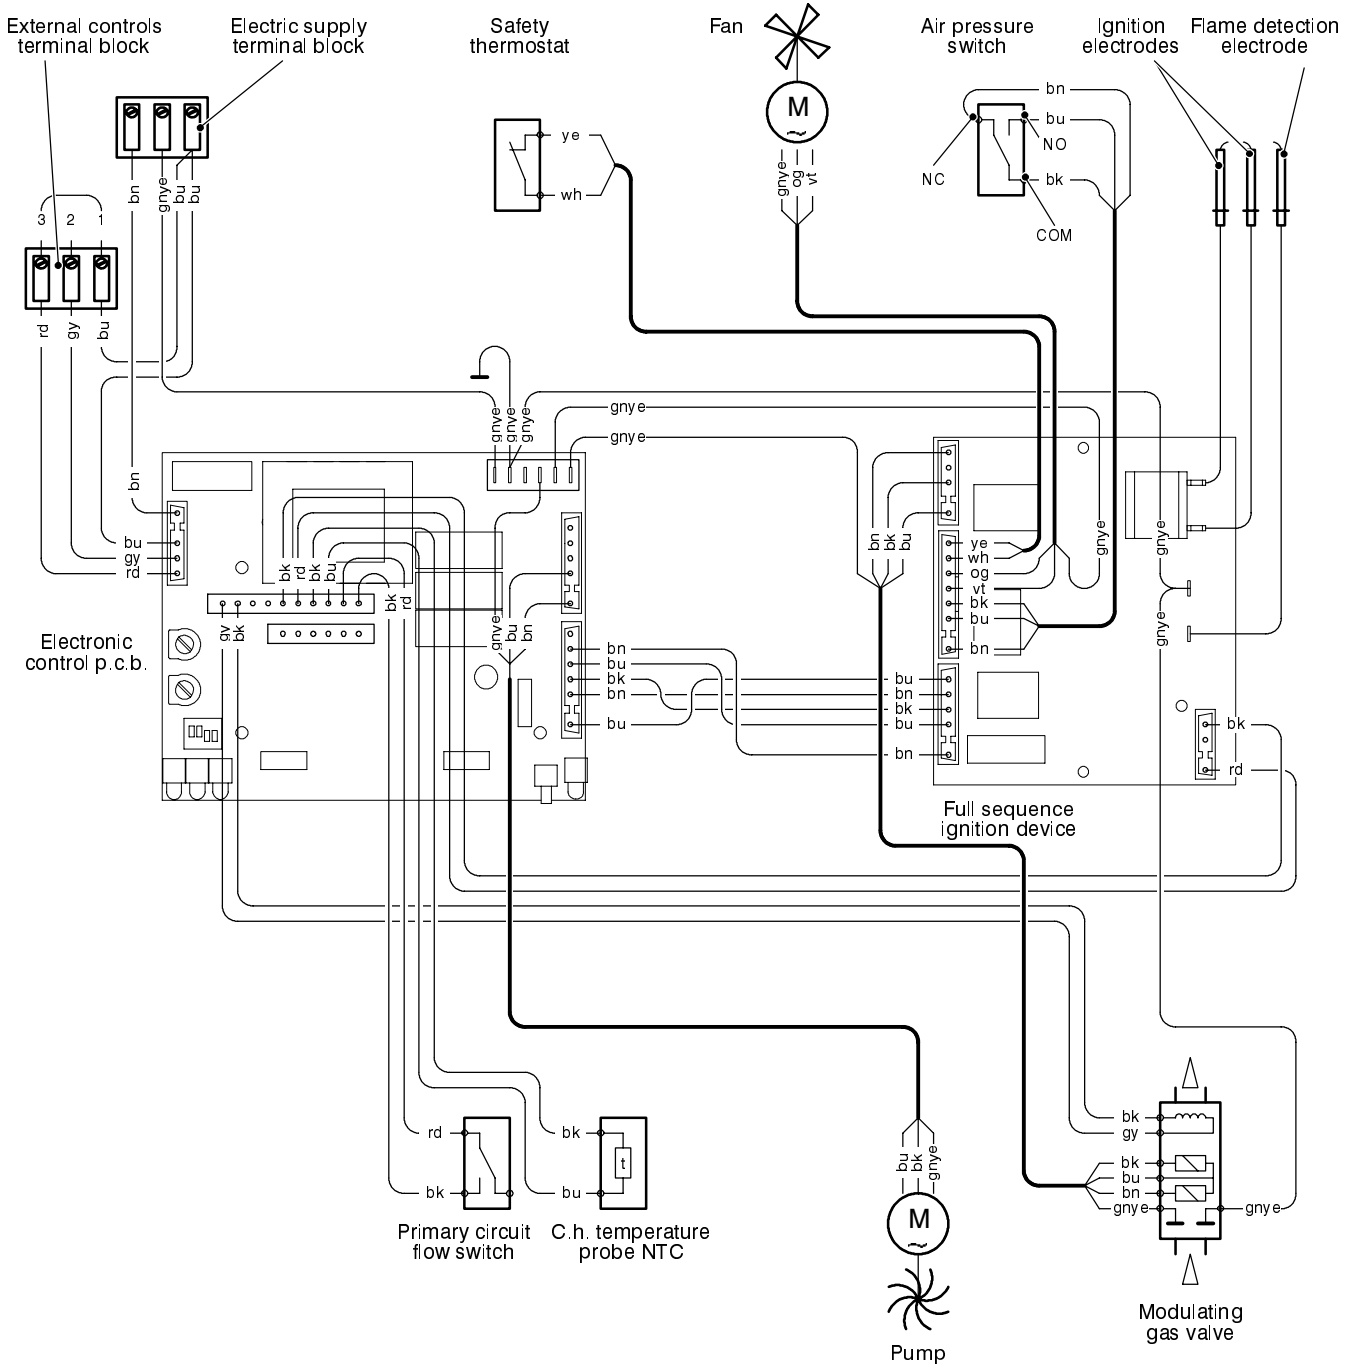 External controls
terminal block
Electric supply
terminal block
Safety
thermostat
Fan
Air pressure
switch
Ignition
electrodes
Flame detection
electrode
M
bn
bu
NO
bk
NC
COM
ye
wh
gnye
og
vt
bn
gnye
bu
bu
3
2
1
rd
gy
bu
gnye
gnye
gnye
gnye
gnye
bn
bu
gy
rd
bk
rd
bk
bu
bk
rd
gy
bk
gnye
bu
bn
bn
bk
bu
ye
wh
og
vt
bk
bu
bn
gnye
gnye
gnye
Electronic
control p.c.b.
bn
bu
bk
bn
bu
bu
bn
bk
bu
bn
bk
rd
Full sequence
ignition device
rd
bk
bk
bu
t
bu
bk
gnye
M
bk
gy
bk
bu
bn
gnye
gnye
Primary circuit
flow switch
C.h. temperature
probe NTC
Modulating
gas valve
Pump